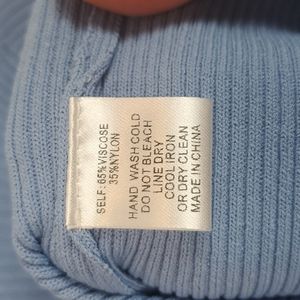 SELF: 65%VISCOSE
35%NYLON
HAND WASH COLD
DO NOT BLEACH
LINE DRY
COOL IRON
OR DRY CLEAN
MADE IN CHINA